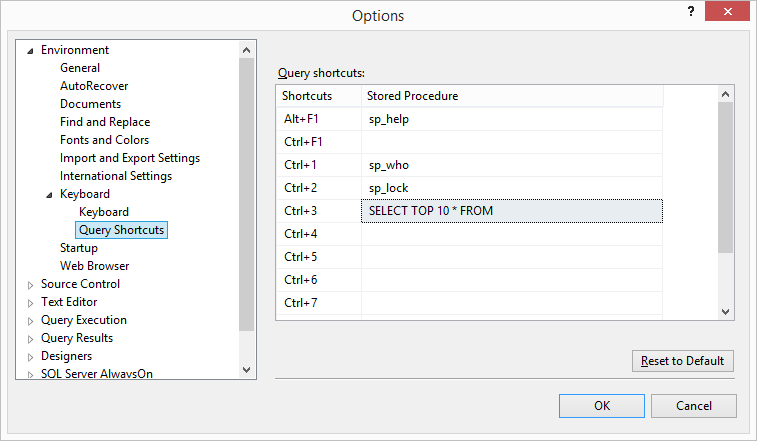 Options
?
Environment
General
AutoRecover
Documents
Find and Replace
Fonts and Colors
Import and Export Settings
International Settings
Keyboard
Keyboard
Query Shortcuts
Startup
Web Browser
Source Control
Text Editor
Query Execution
Query Results
Designers
SQL Server AlwaysOn
Query shortcuts:
Shortcuts Stored Procedure
Alt+F1 sp_help
Ctrl+F1
Ctrl+1 sp_who
Ctrl+2 sp_lock
Ctrl+3 SELECT TOP 10 * FROM
Ctrl+4
Ctrl+5
Ctrl+6
Ctrl+7
Reset to Default
OK Cancel